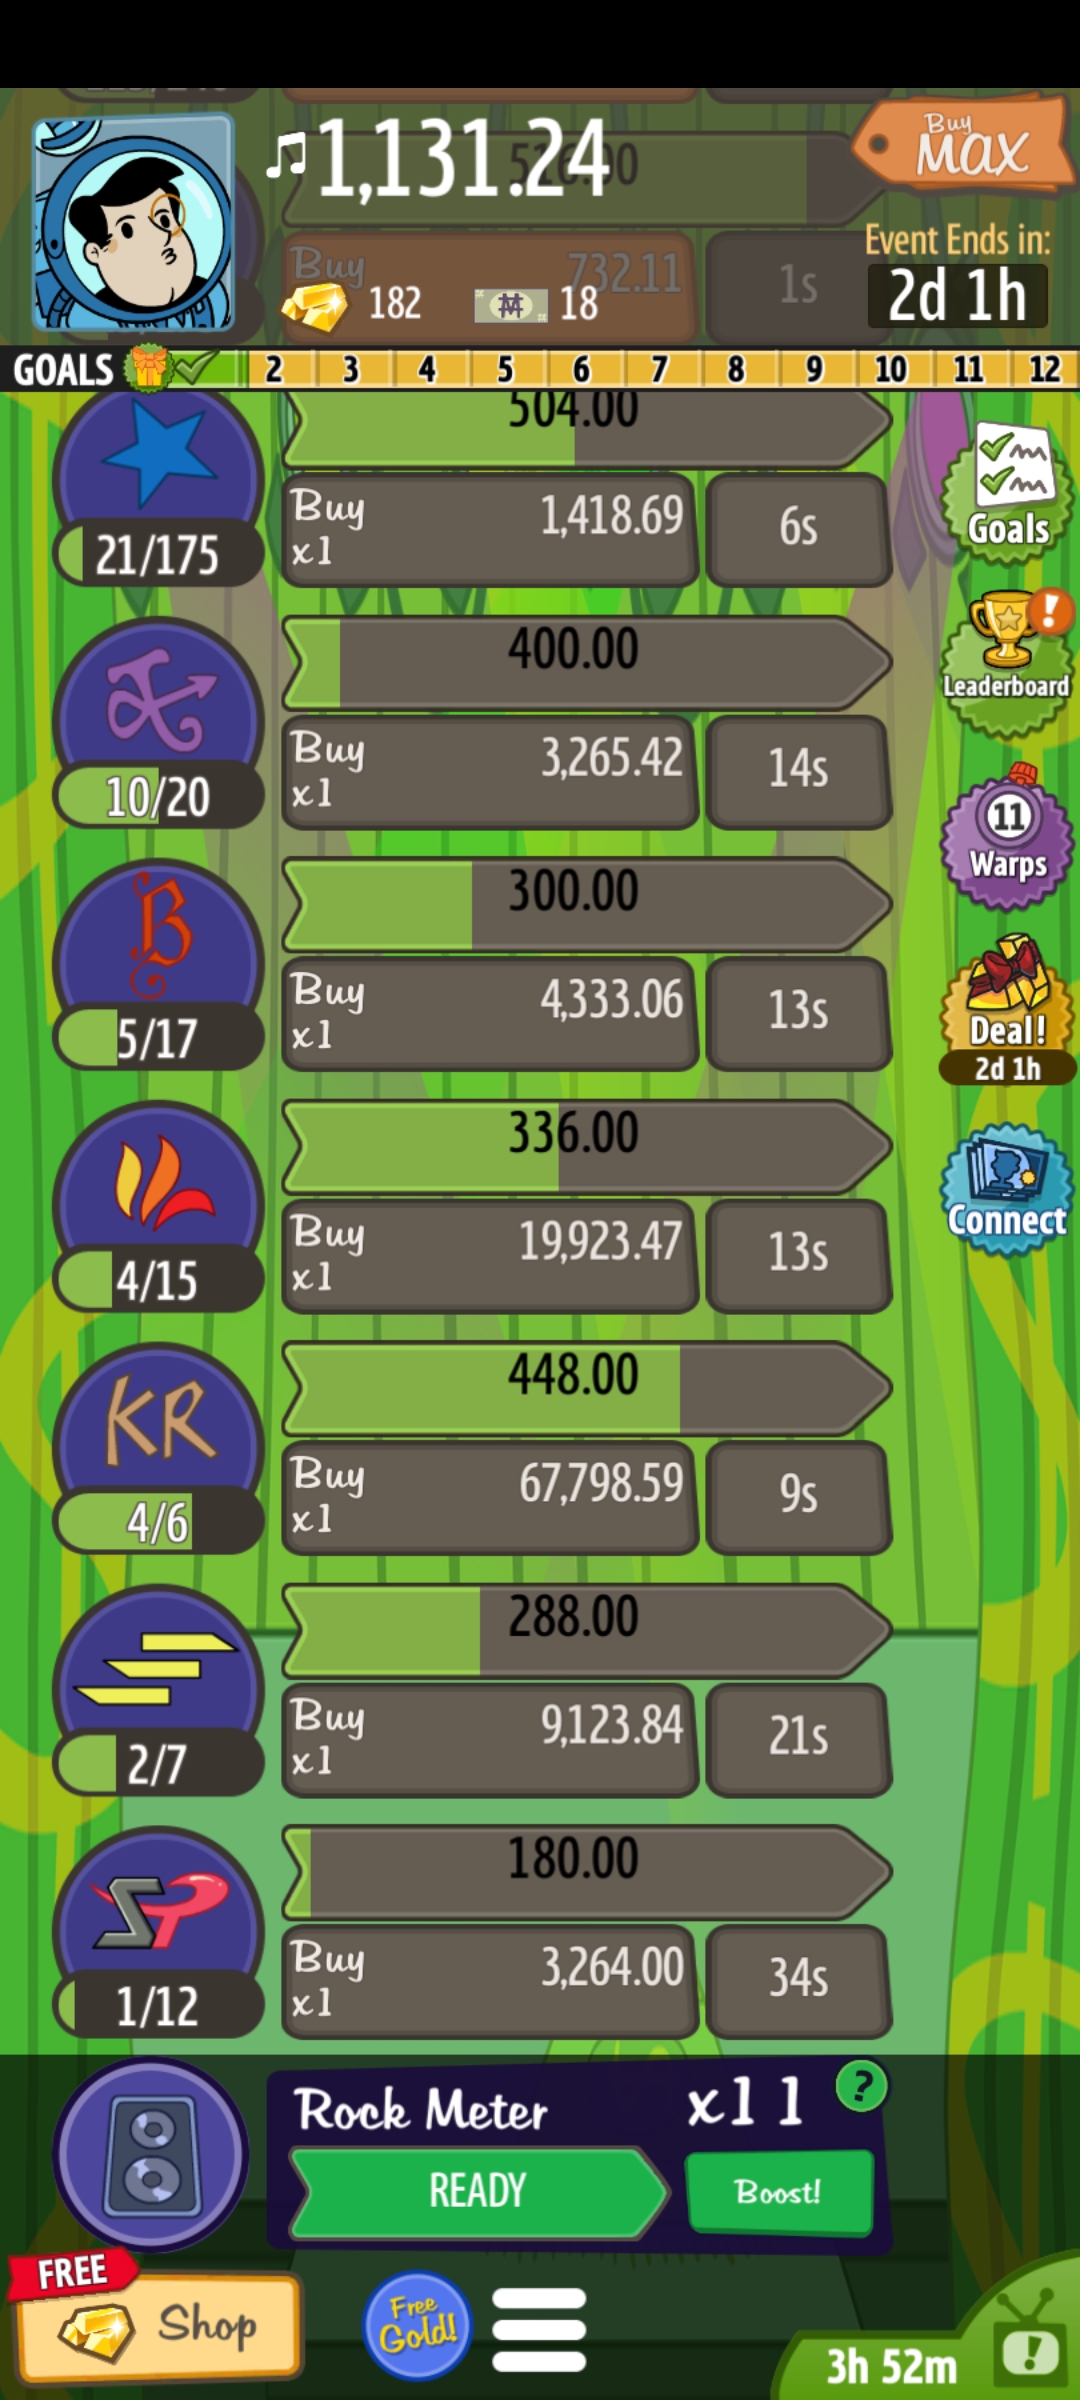 ♫1,131.24
Buy
MAX
526.00
Event Ends in:
Buy 732.11 1s
182 18
2d 1h
GOALS 2 3 4 5 6 7 8 9 10 11 12
504.00
Buy 1,418.69 6s
x1
21/175
Goals
400.00
Buy 3,265.42 14s
x1
10/20
Leaderboard
300.00
11
Warps
Buy 4,333.06 13s
x1
B
5/17
Deal!
2d 1h
336.00
Buy 19,923.47 13s
x1
4/15
Connect
448.00
KR
Buy 67,798.59 9s
x1
4/6
288.00
Buy 9,123.84 21s
x1
2/7
180.00
SP
Buy 3,264.00 34s
x1
1/12
Rock Meter x11 ?
READY Boost!
FREE
Shop
Free
Gold!
3h 52m